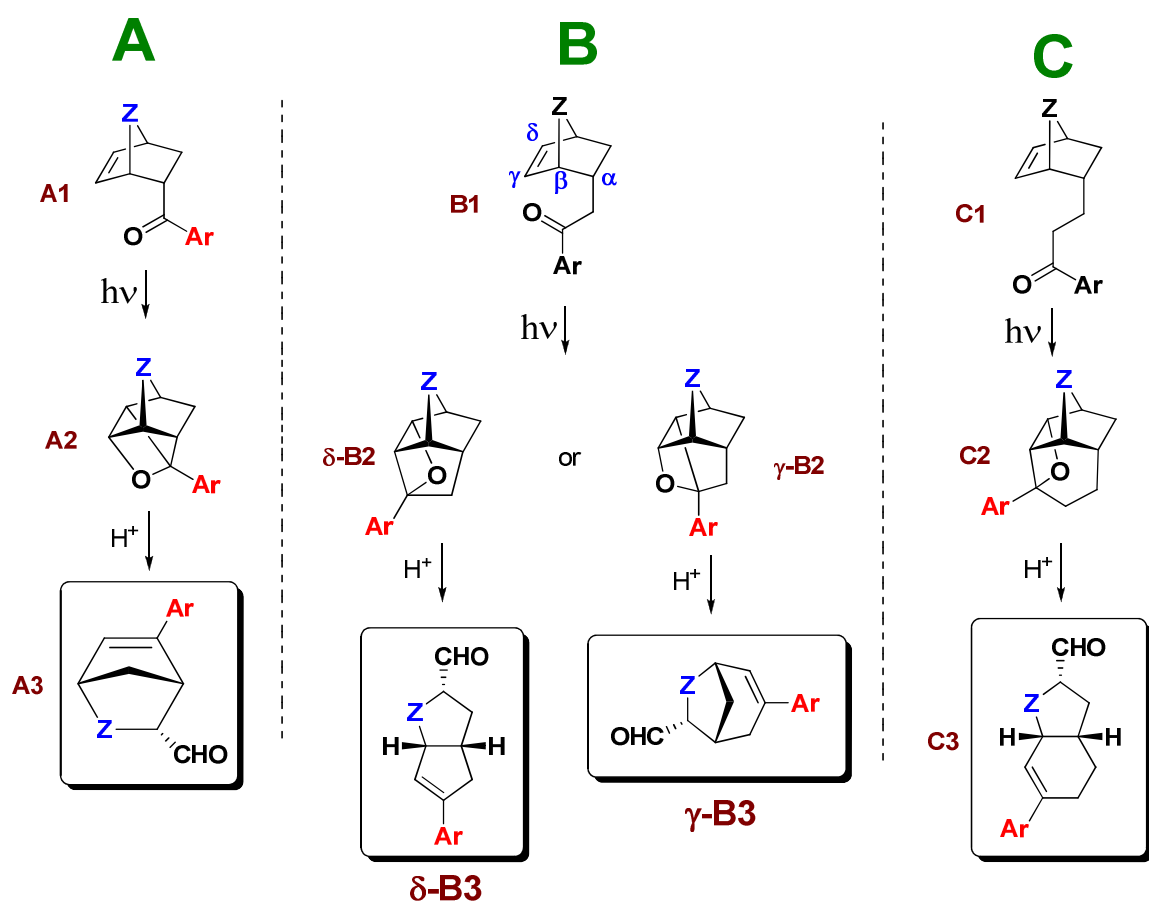 A
Z
A1
O
Ar
hν
Z
A2
O
Ar
H+
Ar
A3
Z
CHO
B
Z
δ
γ
β
α
B1
O
Ar
hν
Z
δ-B2
O
Ar
or
Z
γ-B2
O
Ar
H+
H+
CHO
Z
H
H
Ar
δ-B3
Z
Ar
OHC
γ-B3
C
Z
C1
O
Ar
hν
Z
C2
O
Ar
H+
CHO
Z
H
H
C3
Ar